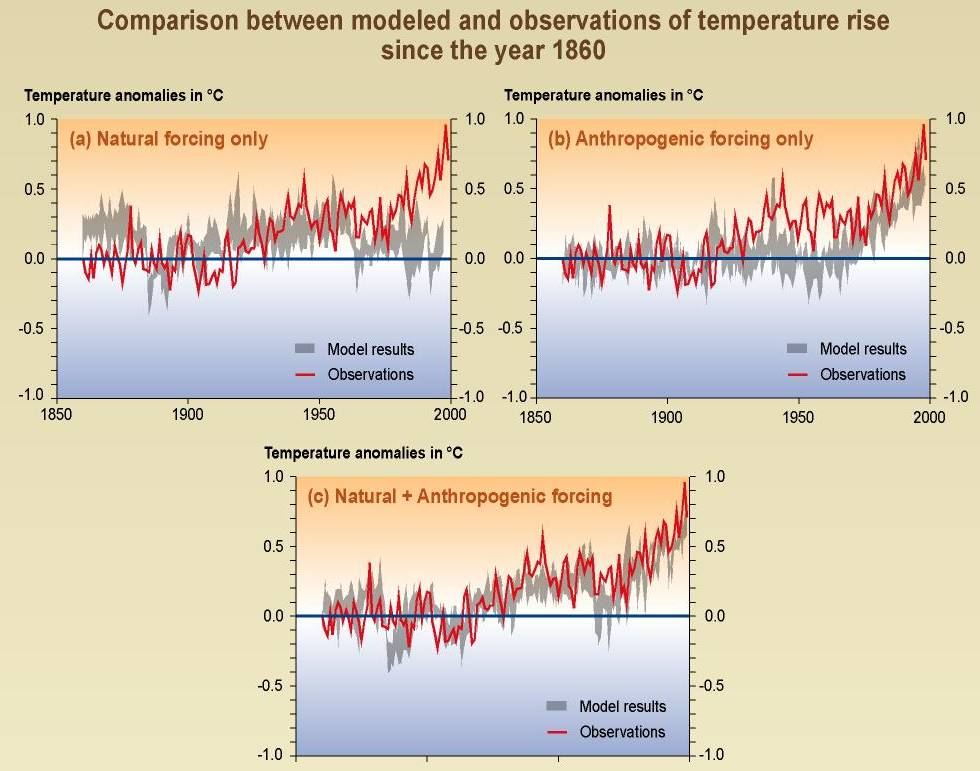 Comparison between modeled and observations of temperature rise
since the year 1860
Temperature anomalies in °C
Temperature anomalies in °C
(a) Natural forcing only
1.0
0.5
0.0
-0.5
-1.0
1.0
0.5
0.0
-0.5
-1.0
Model results
Observations
1850 1900 1950 2000
(b) Anthropogenic forcing only
1.0
0.5
0.0
-0.5
-1.0
1.0
0.5
0.0
-0.5
-1.0
Model results
Observations
1850 1900 1950 2000
Temperature anomalies in °C
(c) Natural + Anthropogenic forcing
1.0
0.5
0.0
-0.5
-1.0
1.0
0.5
0.0
-0.5
-1.0
Model results
Observations